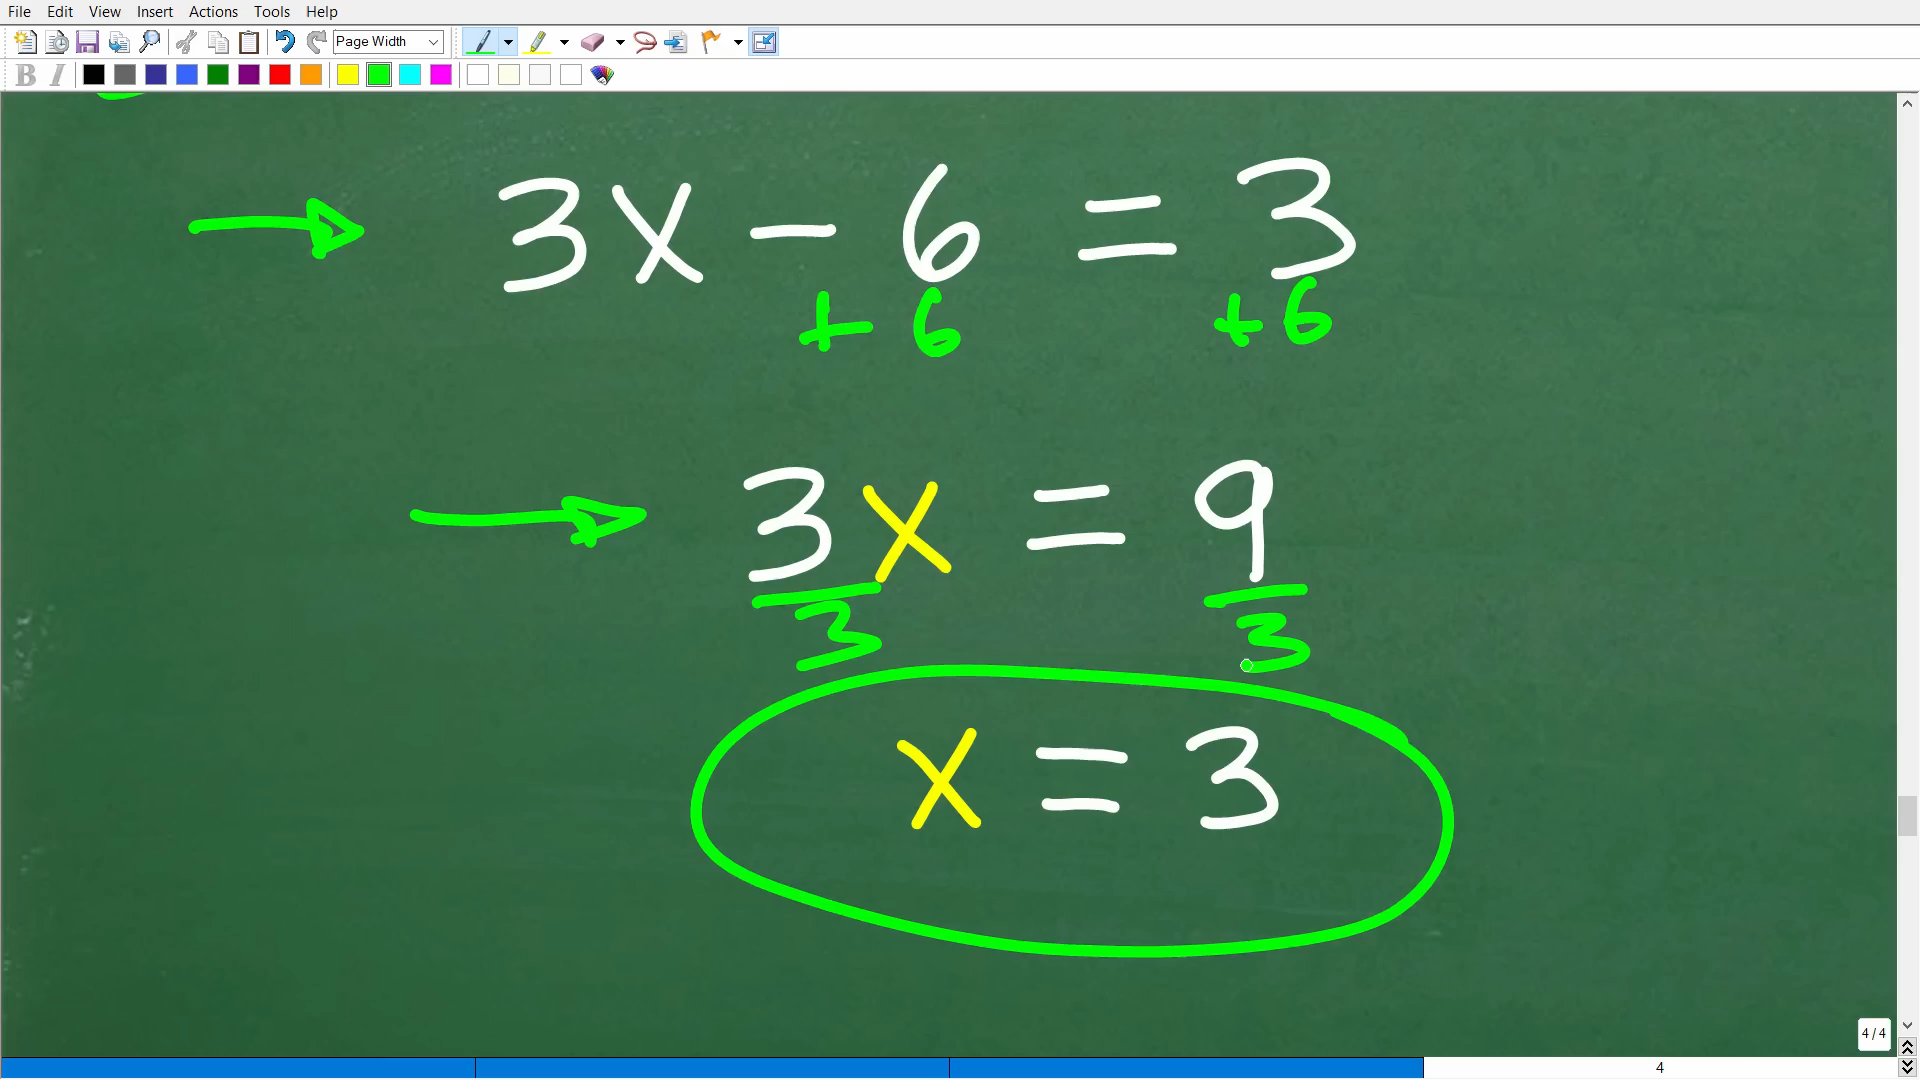 File Edit View Insert Actions Tools Help
Page Width
B I
3x - 6 = 3
+ 6 + 6
3x = 9
3 3
x = 3
4 / 4
4